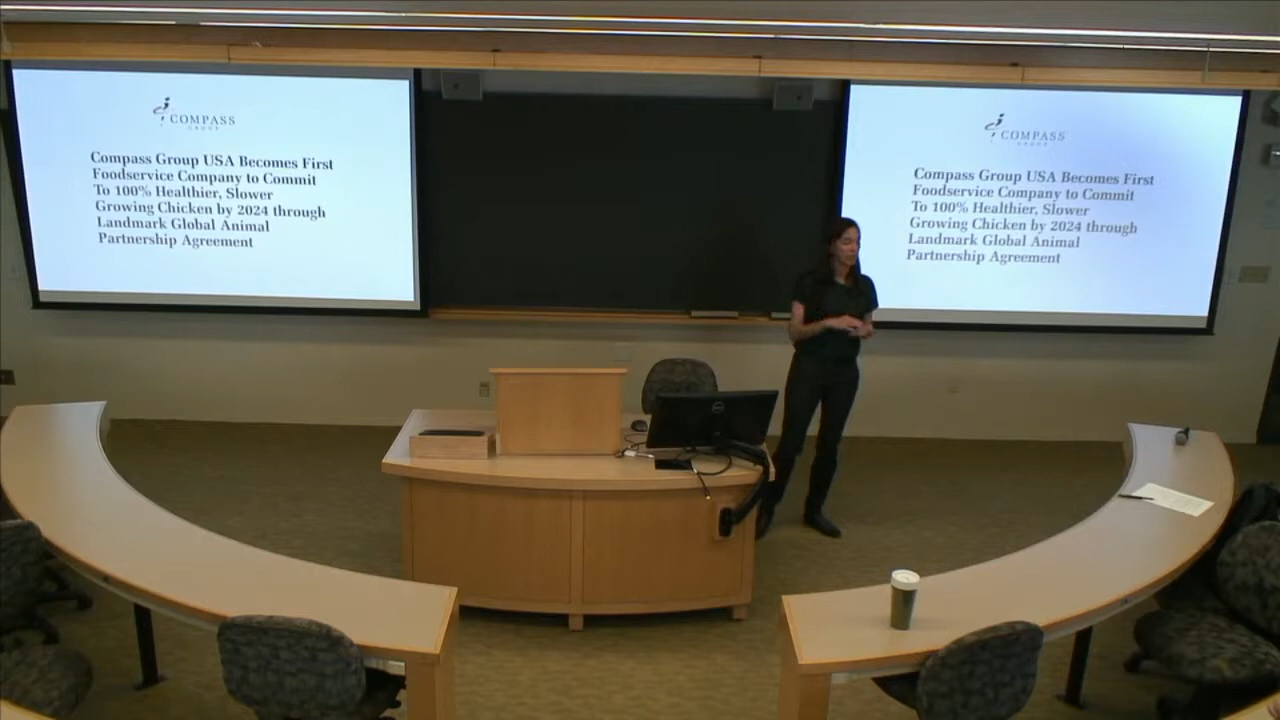 COMPASS
GROUP
Compass Group USA Becomes First
Foodservice Company to Commit
To 100% Healthier, Slower
Growing Chicken by 2024 through
Landmark Global Animal
Partnership Agreement
COMPASS
GROUP
Compass Group USA Becomes First
Foodservice Company to Commit
To 100% Healthier, Slower
Growing Chicken by 2024 through
Landmark Global Animal
Partnership Agreement